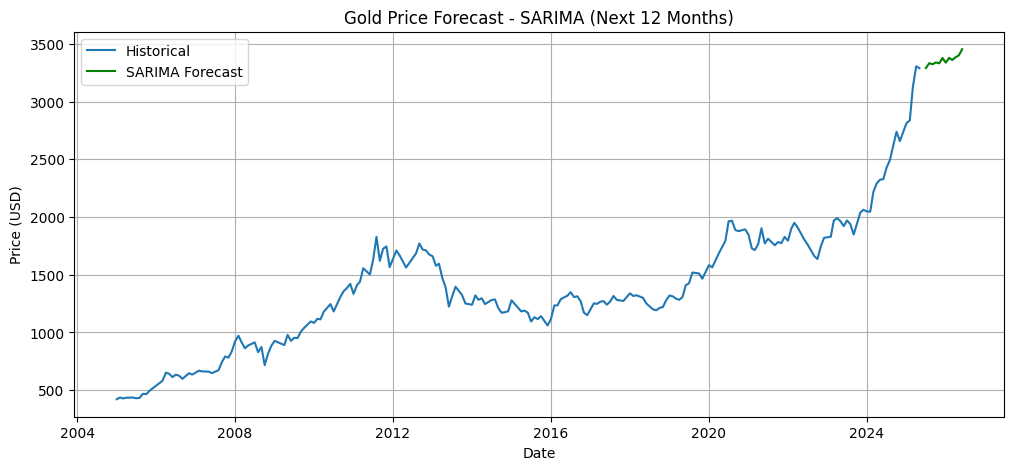 Gold Price Forecast - SARIMA (Next 12 Months)
Historical
SARIMA Forecast
Price (USD)
3500
3000
2500
2000
1500
1000
500
2004
2008
2012
2016
2020
2024
Date